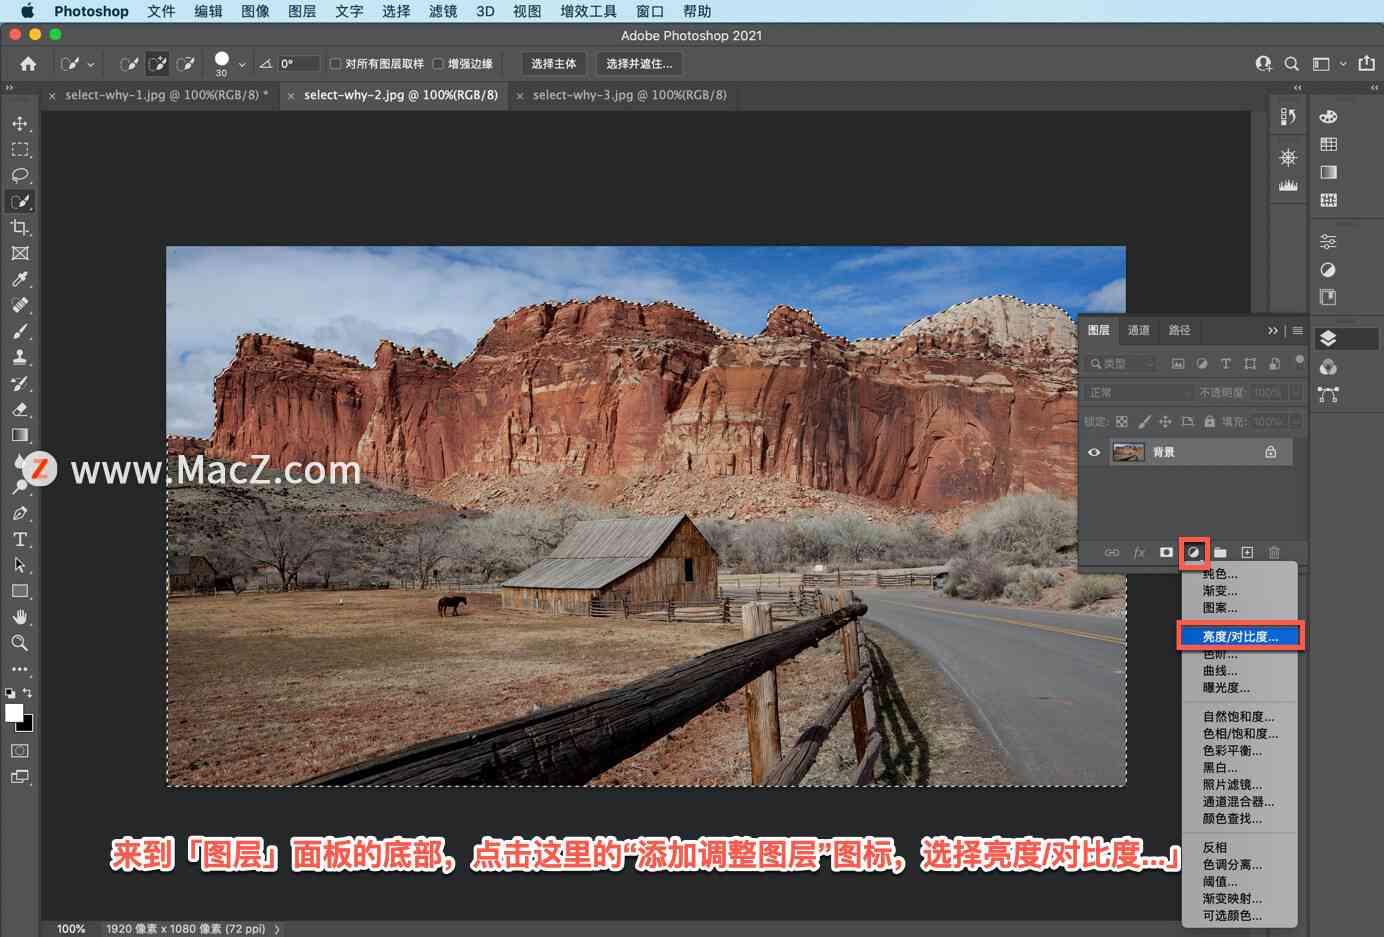 Photoshop 文件 编辑 图像 图层 文字 选择 滤镜 3D 视图 增效工具 窗口 帮助
Adobe Photoshop 2021
30
0°
对所有图层取样 增强边缘 选择主体 选择并遮住...
select-why-1.jpg @ 100%(RGB/8) *
select-why-2.jpg @ 100%(RGB/8)
select-why-3.jpg @ 100%(RGB/8)
图层 通道 路径
类型
正常 不透明度: 100%
锁定: 填充: 100%
背景
fx
www.MacZ.com
纯色...
渐变...
图案...
亮度/对比度...
色阶...
曲线...
曝光度...
自然饱和度...
色相/饱和度...
色彩平衡...
黑白...
照片滤镜...
通道混合器...
颜色查找...
反相
色调分离...
阈值...
渐变映射...
可选颜色...
来到「图层」面板的底部，点击这里的“添加调整图层”图标，选择亮度/对比度...」
100% 1920 像素 x 1080 像素 (72 ppi)